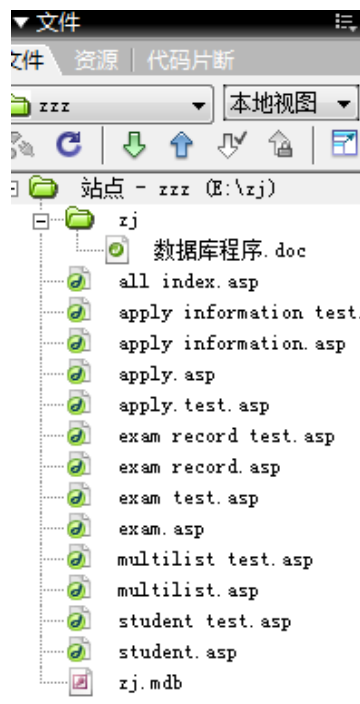 ▼ 文件
文件 资源 代码片断
zzz 本地视图
站点 - zzz (E:\zj)
zj
数据库程序.doc
all index.asp
apply information test.
apply information.asp
apply.asp
apply.test.asp
exam record test.asp
exam record.asp
exam test.asp
exam.asp
multilist test.asp
multilist.asp
student test.asp
student.asp
zj.mdb